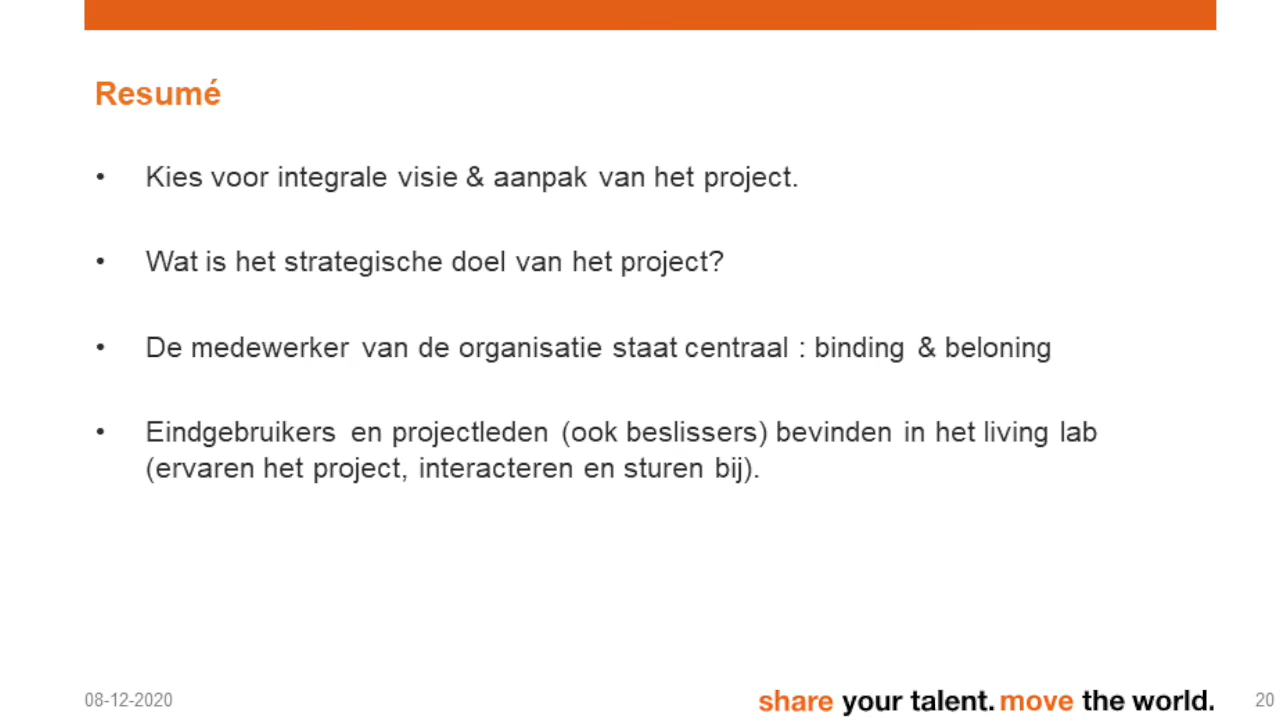 Resumé
• Kies voor integrale visie & aanpak van het project.
• Wat is het strategische doel van het project?
• De medewerker van de organisatie staat centraal : binding & beloning
• Eindgebruikers en projectleden (ook beslissers) bevinden in het living lab
(ervaren het project, interacteren en sturen bij).
08-12-2020
share your talent. move the world.
20